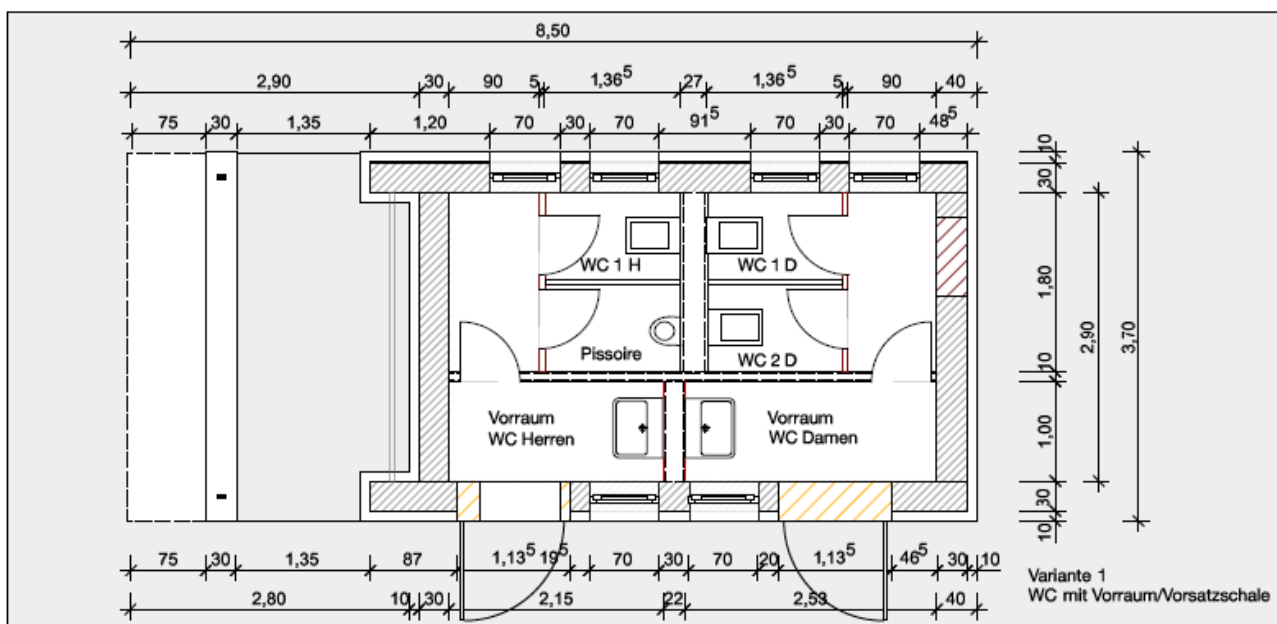 8,50
2,90 30 90 5 1,36⁵ 27 1,36⁵ 5 90 40
75 30 1,35 1,20 70 30 70 91⁵ 70 30 70 48⁵
10
30
1,80
10
1,00
30
10
2,90
3,70
WC 1 H
WC 1 D
Pissoire
WC 2 D
Vorraum
WC Herren
Vorraum
WC Damen
75 30 1,35 87 1,13⁵ 19⁵ 70 30 70 20 1,13⁵ 46⁵ 30 10
2,80 10 30 2,15 22 2,53 40
Variante 1
WC mit Vorraum/Vorsatzschale